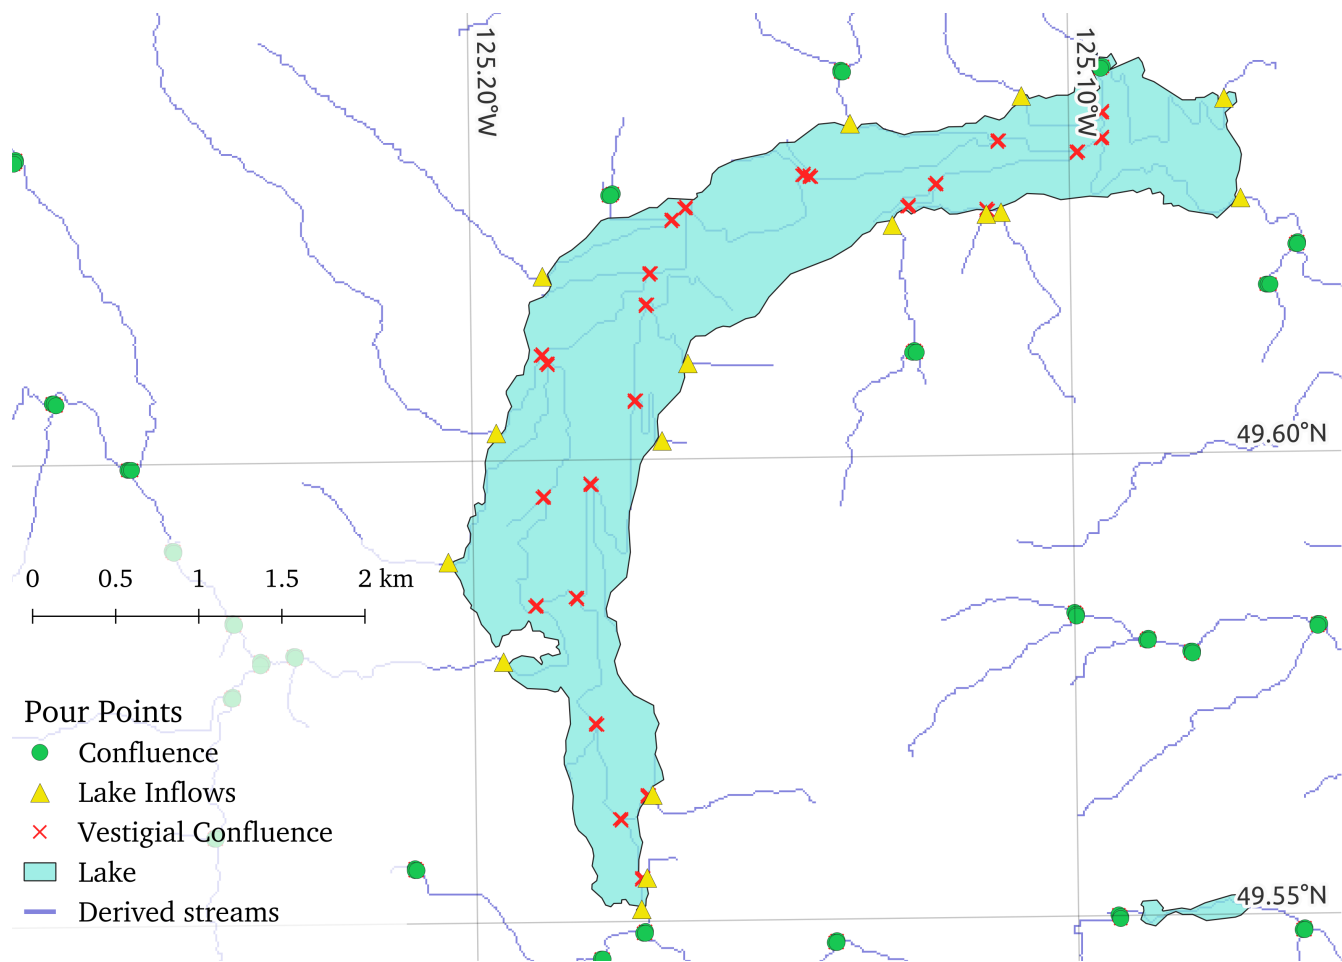 125.20°W
125.10°W
49.60°N
0 0.5 1 1.5 2 km
Pour Points
Confluence
Lake Inflows
Vestigial Confluence
Lake
Derived streams
49.55°N